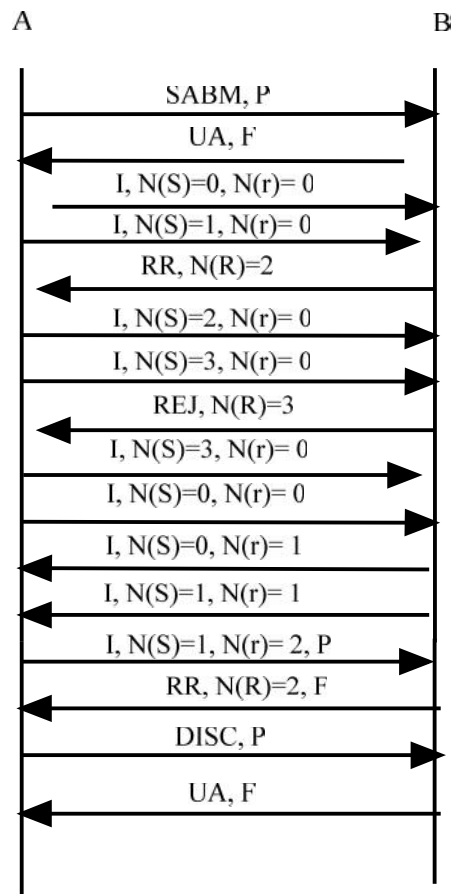 A
B
SABM, P
UA, F
I, N(S)=0, N(r)= 0
I, N(S)=1, N(r)= 0
RR, N(R)=2
I, N(S)=2, N(r)= 0
I, N(S)=3, N(r)= 0
REJ, N(R)=3
I, N(S)=3, N(r)= 0
I, N(S)=0, N(r)= 0
I, N(S)=0, N(r)= 1
I, N(S)=1, N(r)= 1
I, N(S)=1, N(r)= 2, P
RR, N(R)=2, F
DISC, P
UA, F